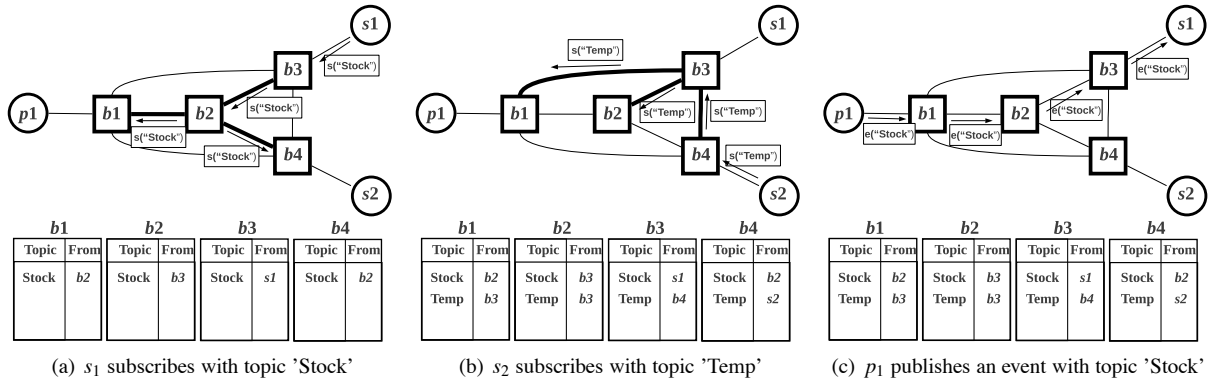 s1
s("Stock")
b3
s("Stock")
p1
b1
b2
s("Stock")
s("Stock")
b4
s2
b1 b2 b3 b4
Topic From Topic From Topic From Topic From
Stock b2 Stock b3 Stock s1 Stock b2
(a) s1 subscribes with topic 'Stock'
s1
s("Temp")
b3
b1
b2
s("Temp")
s("Temp")
b4
s("Temp")
s2
b1 b2 b3 b4
Topic From Topic From Topic From Topic From
Stock b2 Stock b3 Stock s1 Stock b2
Temp b3 Temp b3 Temp b4 Temp s2
(b) s2 subscribes with topic 'Temp'
s1
b3
e("Stock")
e("Stock")
p1
b1
b2
e("Stock")
e("Stock")
b4
s2
b1 b2 b3 b4
Topic From Topic From Topic From Topic From
Stock b2 Stock b3 Stock s1 Stock b2
Temp b3 Temp b3 Temp b4 Temp s2
(c) p1 publishes an event with topic 'Stock'